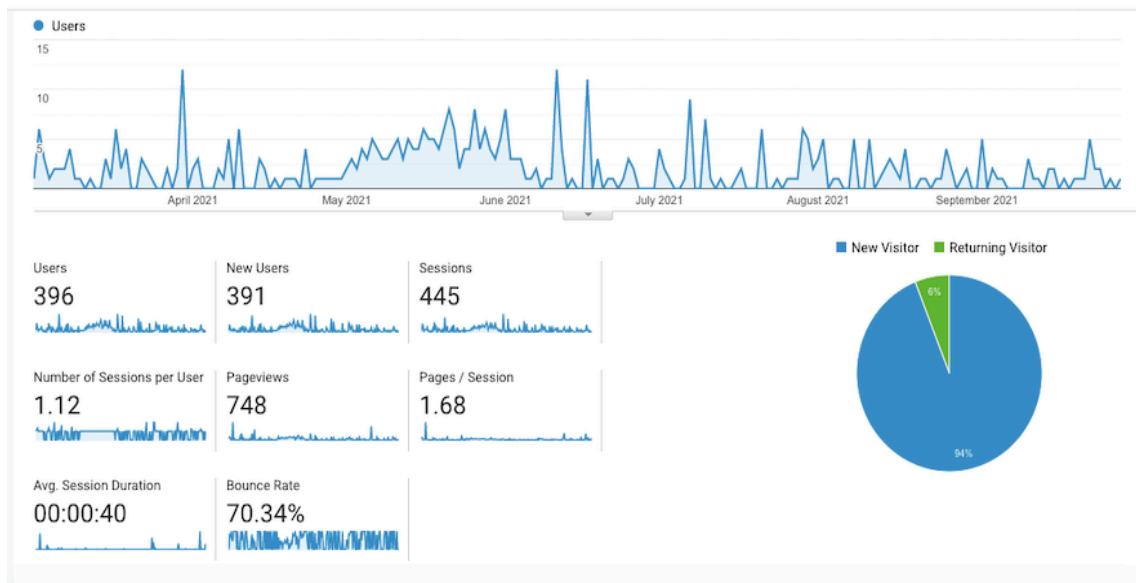 Users
15
10
5
April 2021 May 2021 June 2021 July 2021 August 2021 September 2021
New Visitor Returning Visitor
Users New Users Sessions
396 391 445
Number of Sessions per User Pageviews Pages / Session
1.12 748 1.68
Avg. Session Duration Bounce Rate
00:00:40 70.34%
6%
94%